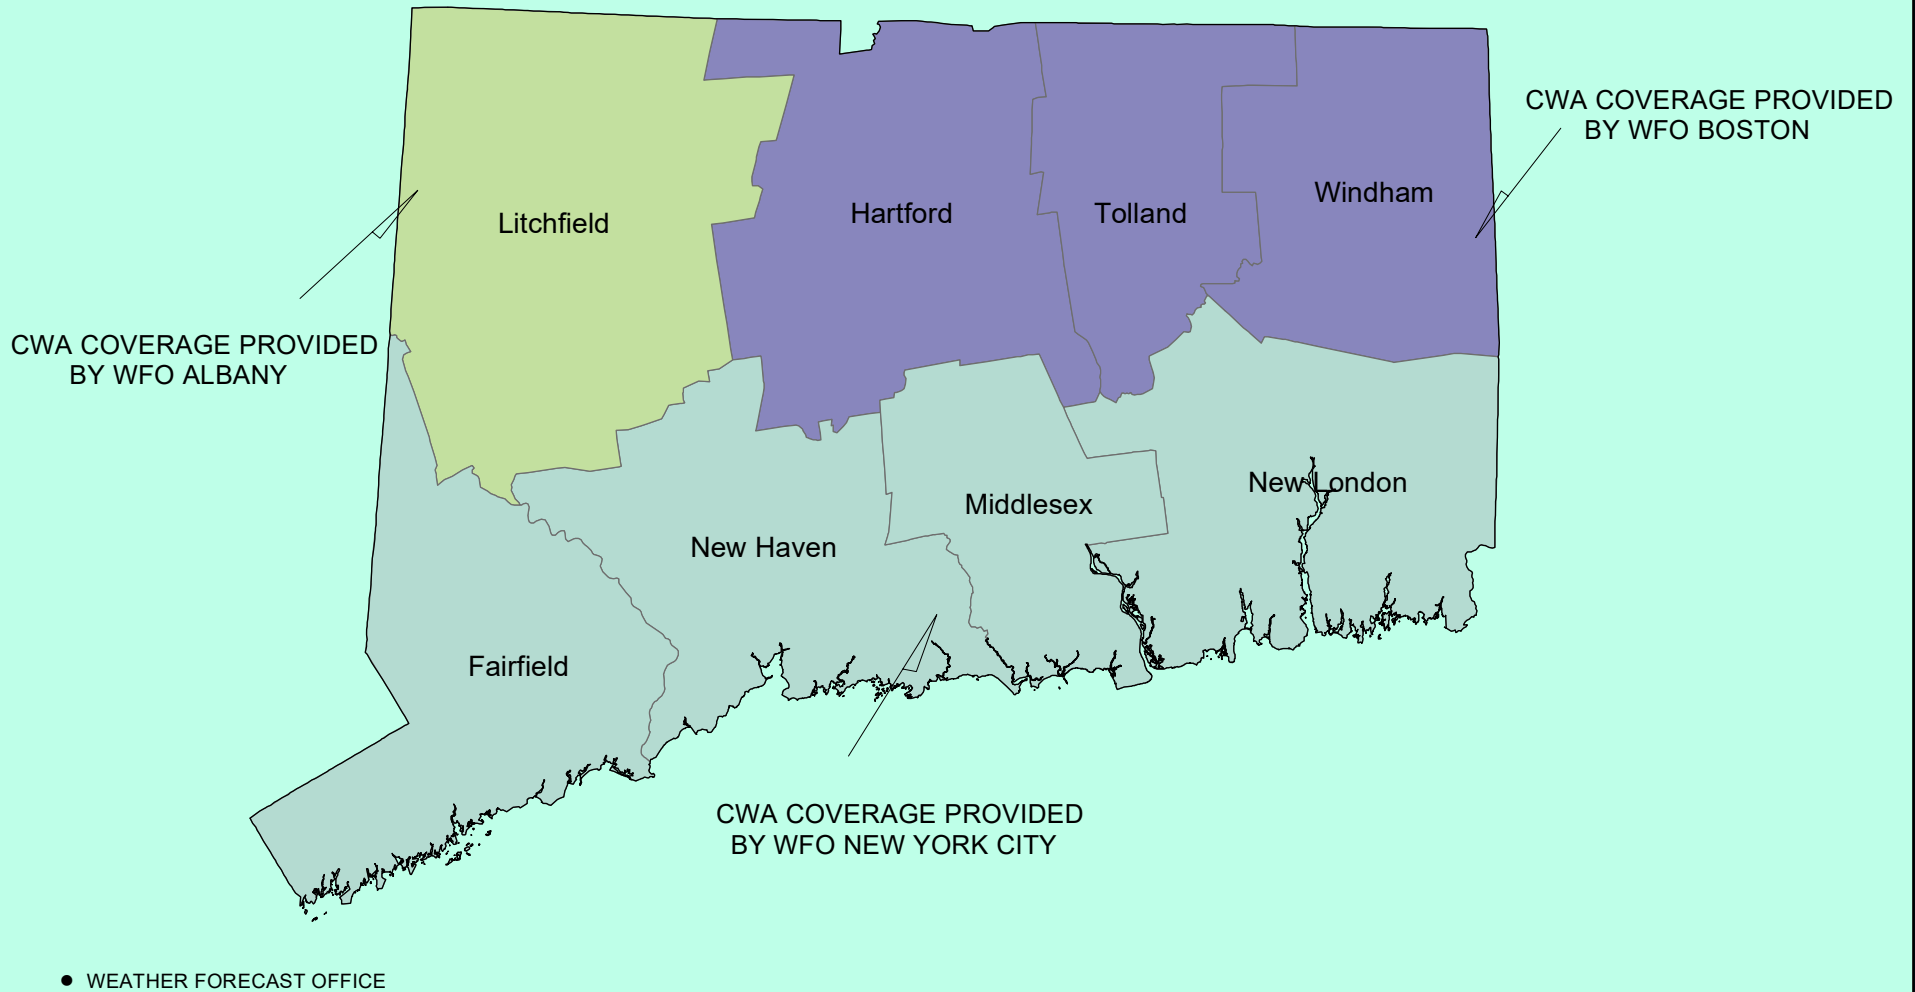 CWA COVERAGE PROVIDED
BY WFO BOSTON
Windham
Hartford
Tolland
Litchfield
CWA COVERAGE PROVIDED
BY WFO ALBANY
New London
Middlesex
New Haven
Fairfield
CWA COVERAGE PROVIDED
BY WFO NEW YORK CITY
WEATHER FORECAST OFFICE